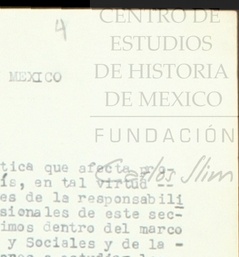 4
CENTRO DE
ESTUDIOS
DE HISTORIA
DE MEXICO
FUNDACIÓN
Carlos Slim
MEXICO
tica que afecta
ís, en tal virtud --
es de la responsabili
sionales de este sec-
imos dentro del marco
y Sociales y de la -